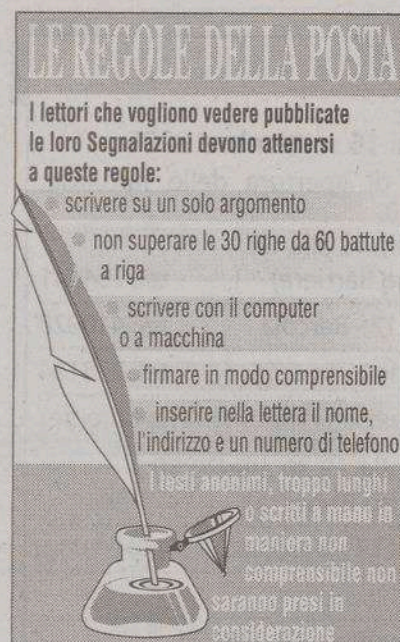 LE REGOLE DELLA POSTA
I lettori che vogliono vedere pubblicate
le loro Segnalazioni devono attenersi
a queste regole:
scrivere su un solo argomento
non superare le 30 righe da 60 battute
a riga
scrivere con il computer
o a macchina
firmare in modo comprensibile
inserire nella lettera il nome,
l'indirizzo e un numero di telefono
I testi anonimi, troppo lunghi
o scritti a mano in
maniera non
comprensibile non
saranno presi in
considerazione